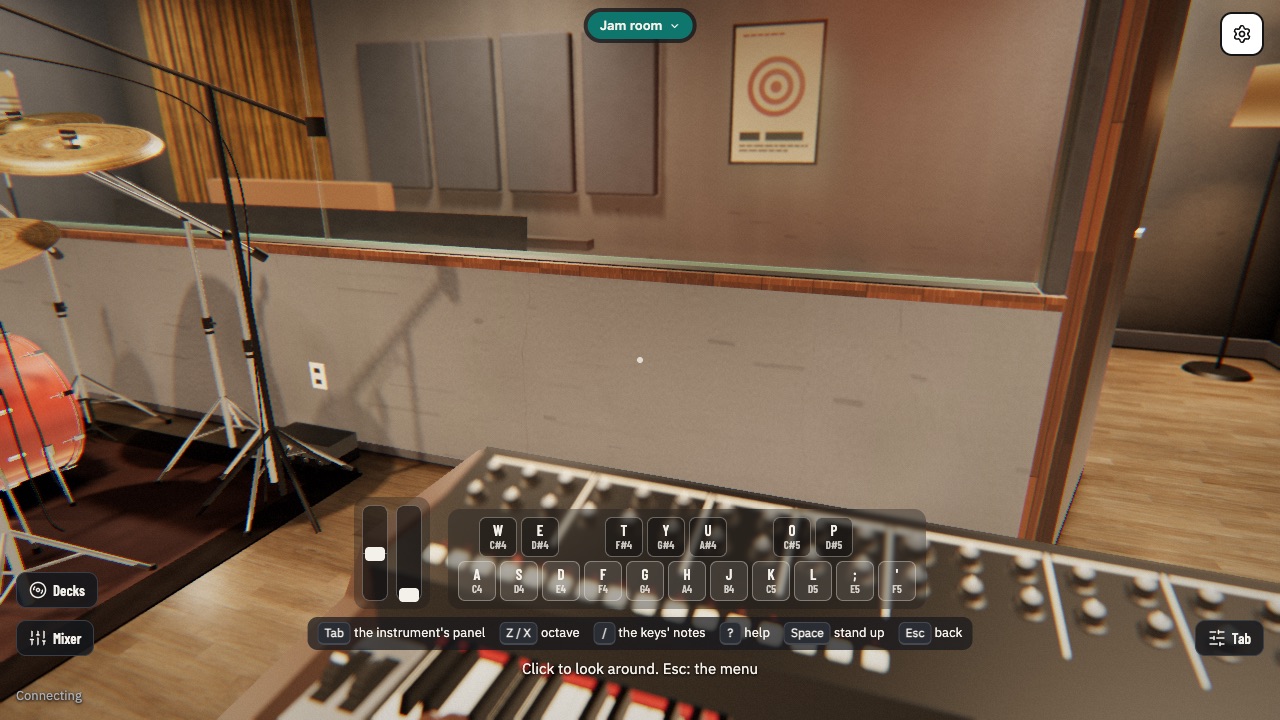 Jam room
W
C#4
E
D#4
T
F#4
Y
G#4
U
A#4
O
C#5
P
D#5
A
C4
S
D4
D
E4
F
F4
G
G4
H
A4
J
B4
K
C5
L
D5
;
E5
'
F5
Decks
Mixer
Tab the instrument's panel Z / X octave / the keys' notes ? help Space stand up Esc back
Tab
Click to look around. Esc: the menu
Connecting